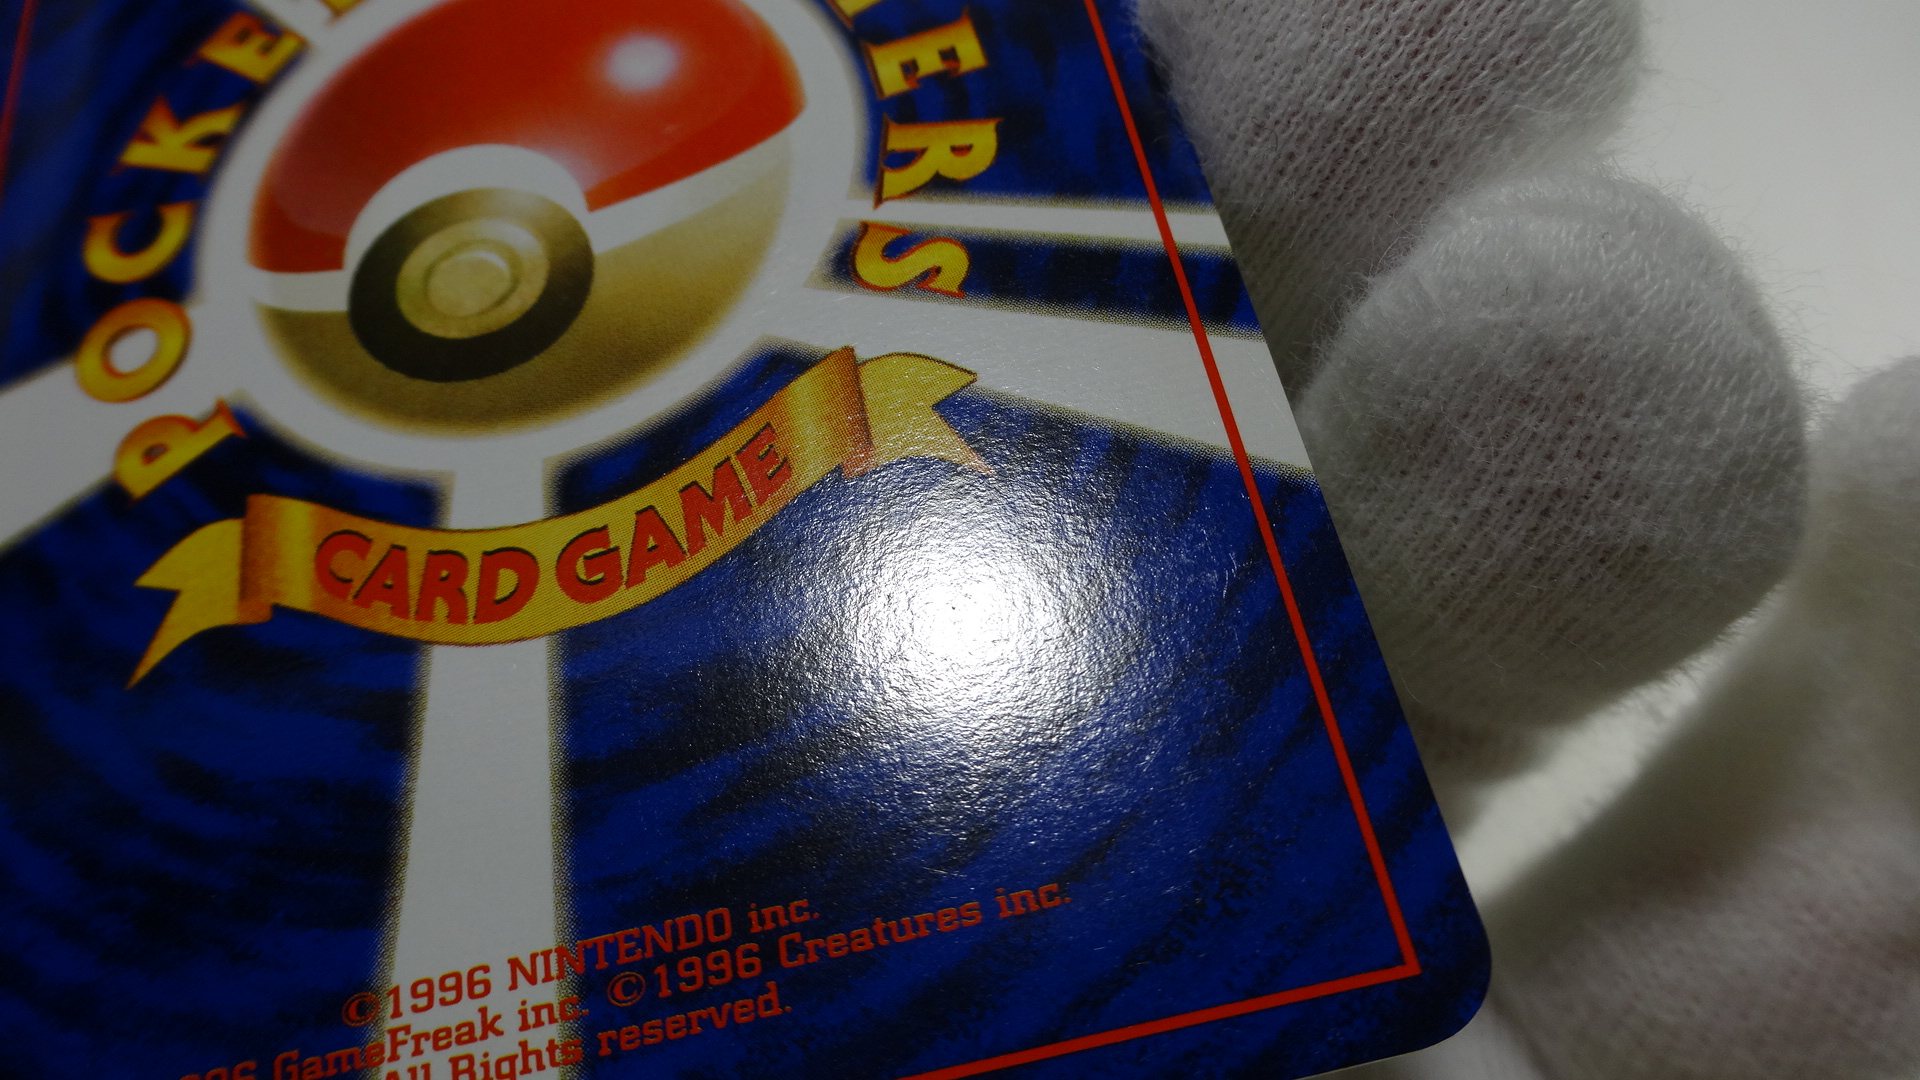 POCKE
ERS
CARD GAME
©1996 NINTENDO inc.
GameFreak inc. ©1996 Creatures inc.
All Rights reserved.